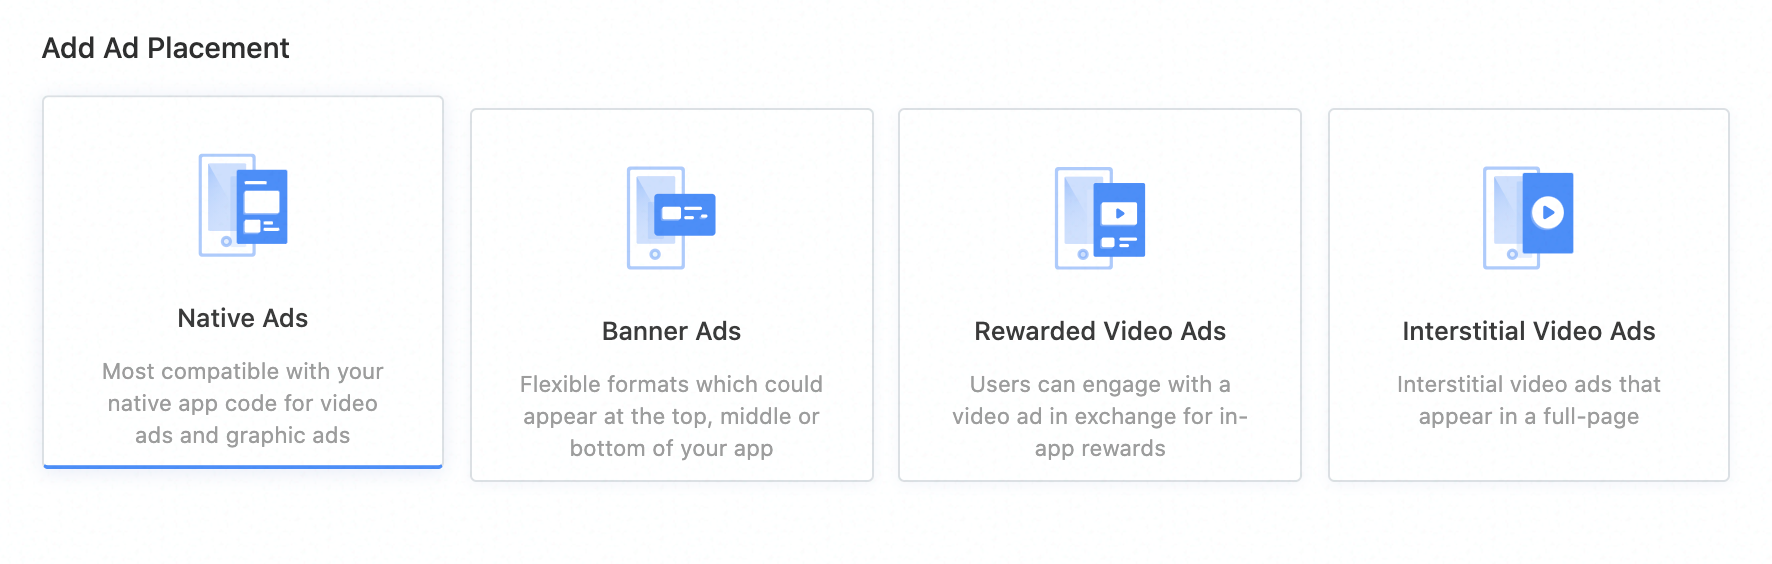 Add Ad Placement
Native Ads
Most compatible with your
native app code for video
ads and graphic ads
Banner Ads
Flexible formats which could
appear at the top, middle or
bottom of your app
Rewarded Video Ads
Users can engage with a
video ad in exchange for in-
app rewards
Interstitial Video Ads
Interstitial video ads that
appear in a full-page